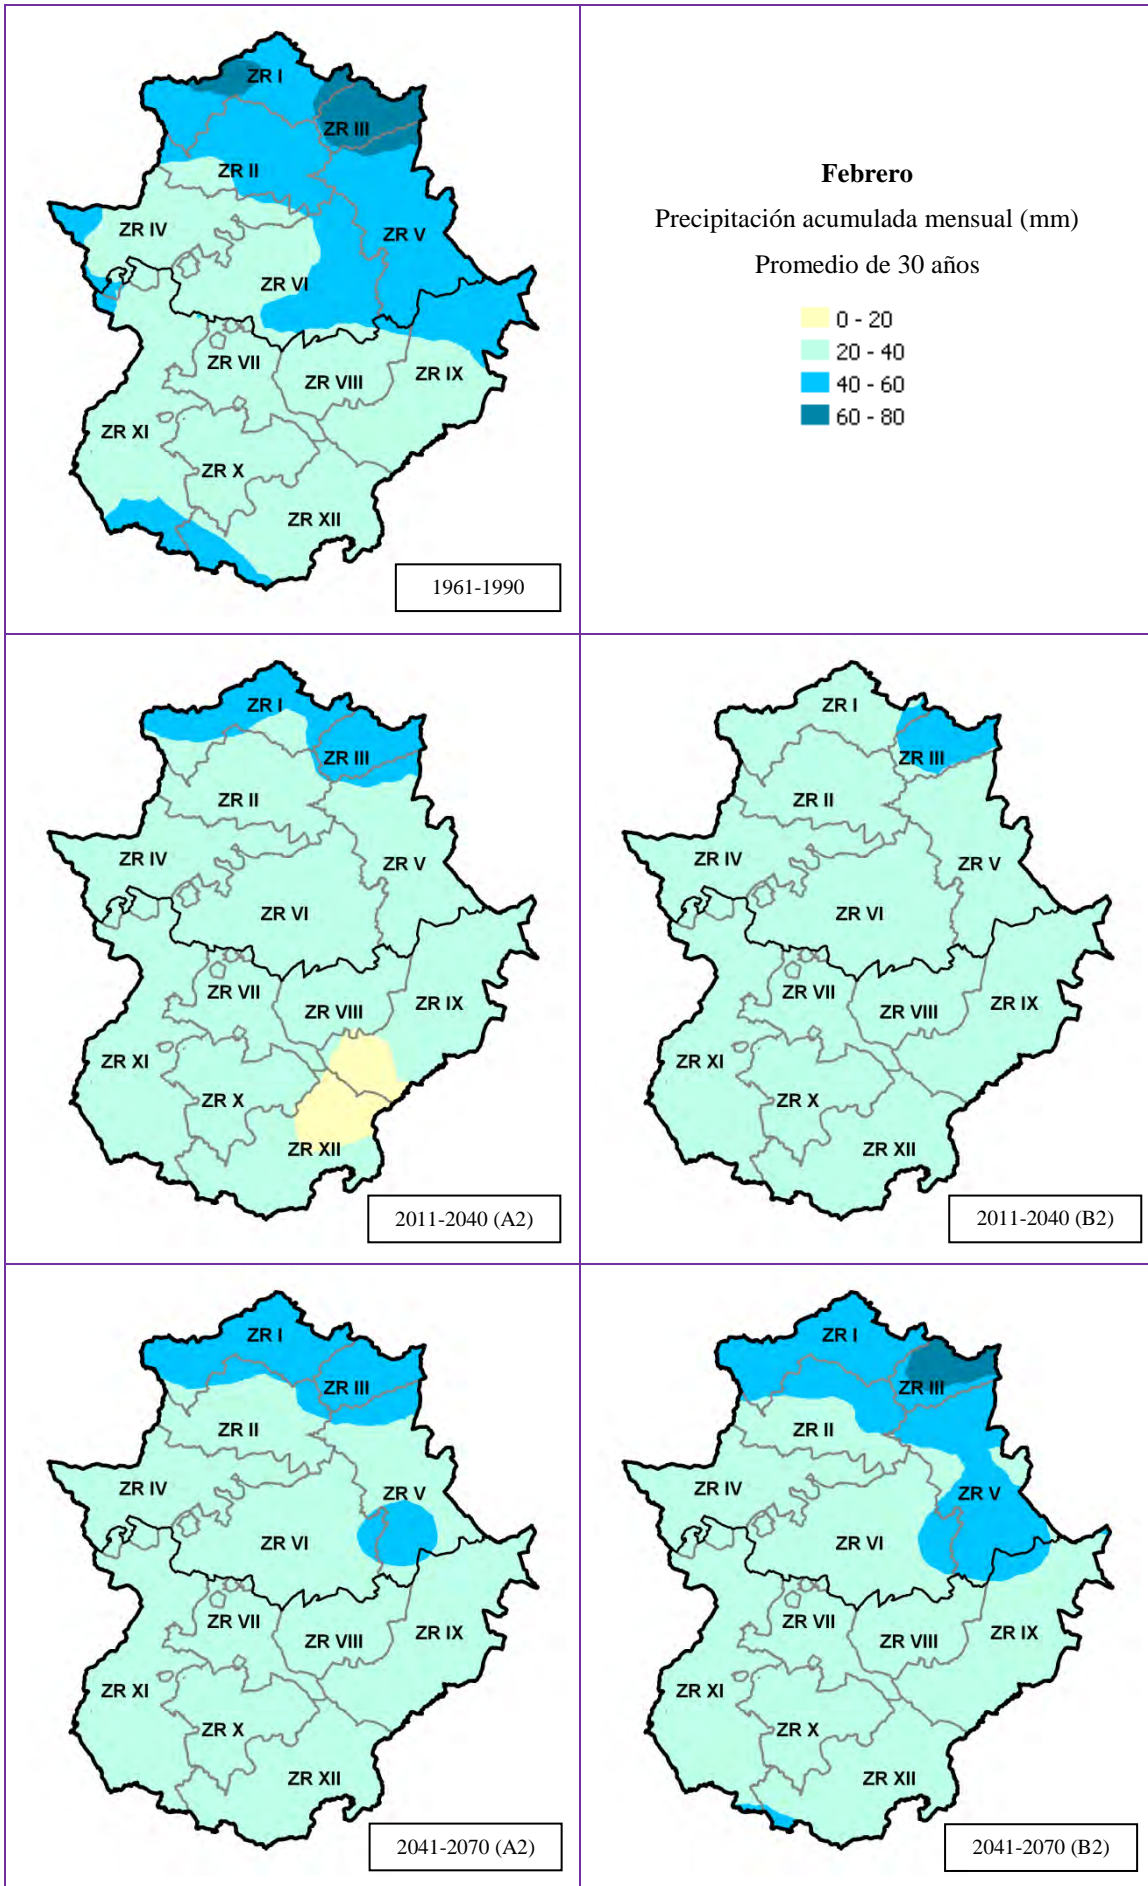 ZR I
ZR III
ZR II
ZR IV
ZR V
ZR VI
ZR VII
ZR VIII
ZR IX
ZR XI
ZR X
ZR XII
1961-1990
Febrero
Precipitación acumulada mensual (mm)
Promedio de 30 años
0 - 20
20 - 40
40 - 60
60 - 80
ZR I
ZR III
ZR II
ZR IV
ZR V
ZR VI
ZR VII
ZR VIII
ZR IX
ZR XI
ZR X
ZR XII
2011-2040 (A2)
ZR I
ZR III
ZR II
ZR IV
ZR V
ZR VI
ZR VII
ZR VIII
ZR IX
ZR XI
ZR X
ZR XII
2011-2040 (B2)
ZR I
ZR III
ZR II
ZR IV
ZR V
ZR VI
ZR VII
ZR VIII
ZR IX
ZR XI
ZR X
ZR XII
2041-2070 (A2)
ZR I
ZR III
ZR II
ZR IV
ZR V
ZR VI
ZR VII
ZR VIII
ZR IX
ZR XI
ZR X
ZR XII
2041-2070 (B2)